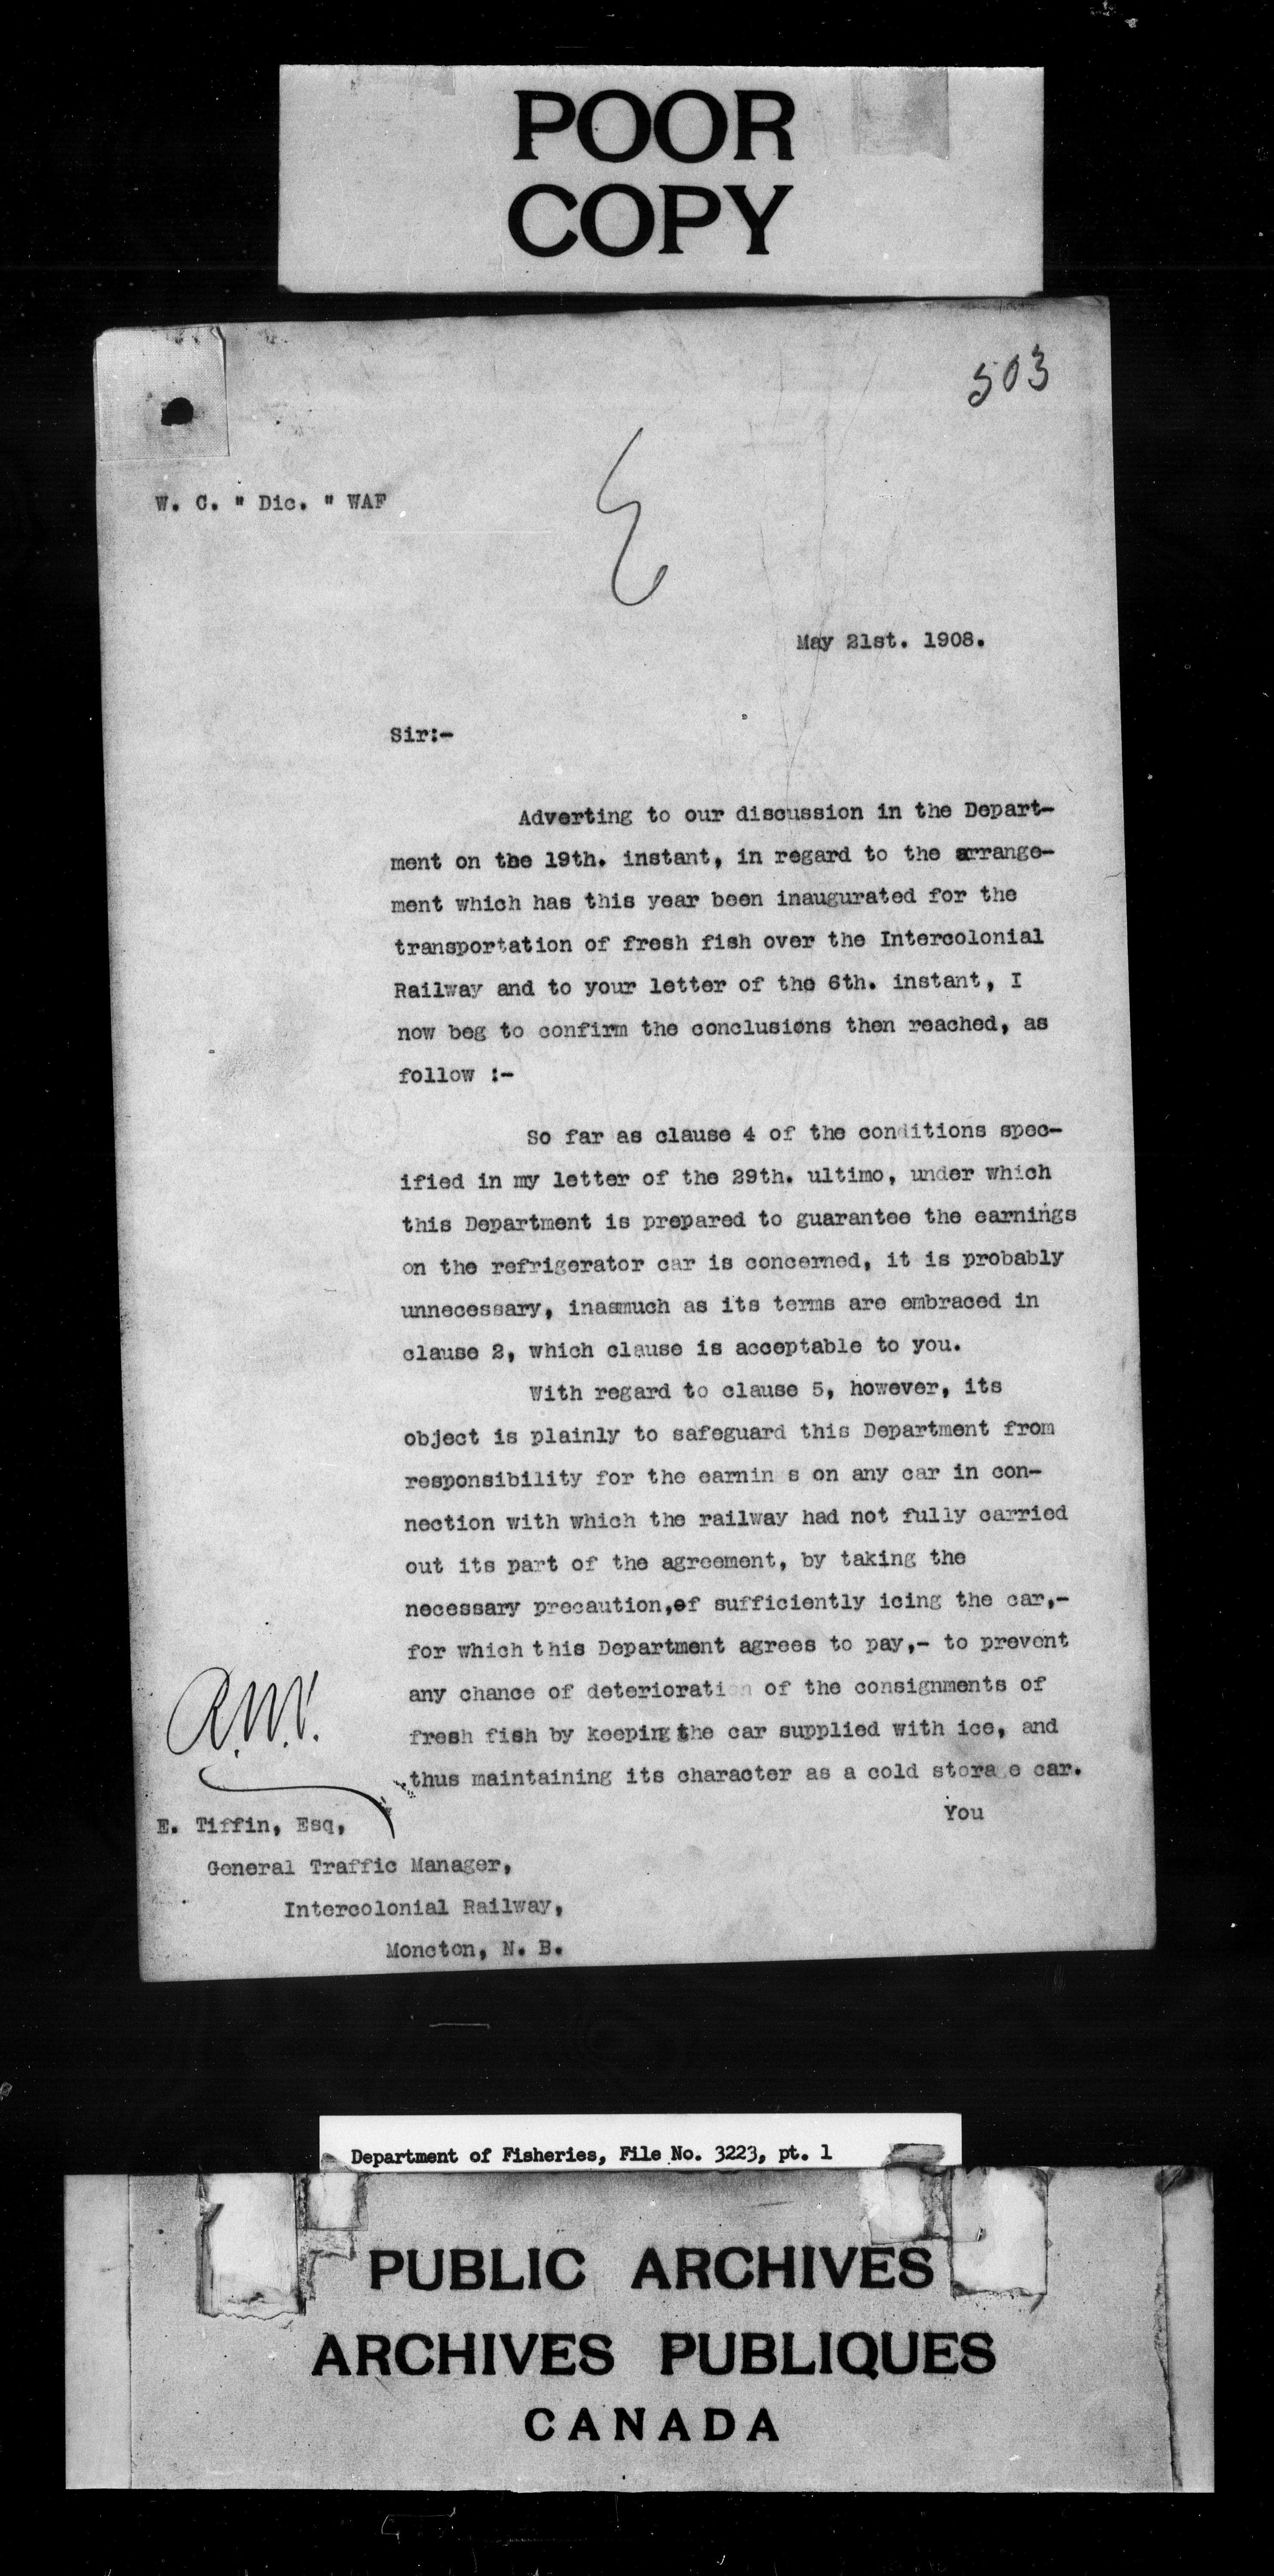 POOR
COPY
503
W. C. " Dic. " WAF
May 21st. 1908.
Sir:-
Adverting to our discussion in the Depart-
ment on the 19th. instant, in regard to the arrange-
ment which has this year been inaugurated for the
transportation of fresh fish over the Intercolonial
Railway and to your letter of the 6th. instant, I
now beg to confirm the conclusions then reached, as
follow :-
So far as clause 4 of the conditions spec-
ified in my letter of the 29th. ultimo, under which
this Department is prepared to guarantee the earnings
on the refrigerator car is concerned, it is probably
unnecessary, inasmuch as its terms are embraced in
clause 2, which clause is acceptable to you.
With regard to clause 5, however, its
object is plainly to safeguard this Department from
responsibility for the earnin s on any car in con-
nection with which the railway had not fully carried
out its part of the agreement, by taking the
necessary precaution,of sufficiently icing the car,-
for which this Department agrees to pay,- to prevent
any chance of deterioration of the consignments of
fresh fish by keeping the car supplied with ice, and
thus maintaining its character as a cold stora e car.
You
E. Tiffin, Esq,
General Traffic Manager,
Intercolonial Railway,
Moncton, N. B.
Department of Fisheries, File No. 3223, pt. 1
PUBLIC ARCHIVES
ARCHIVES PUBLIQUES
CANADA